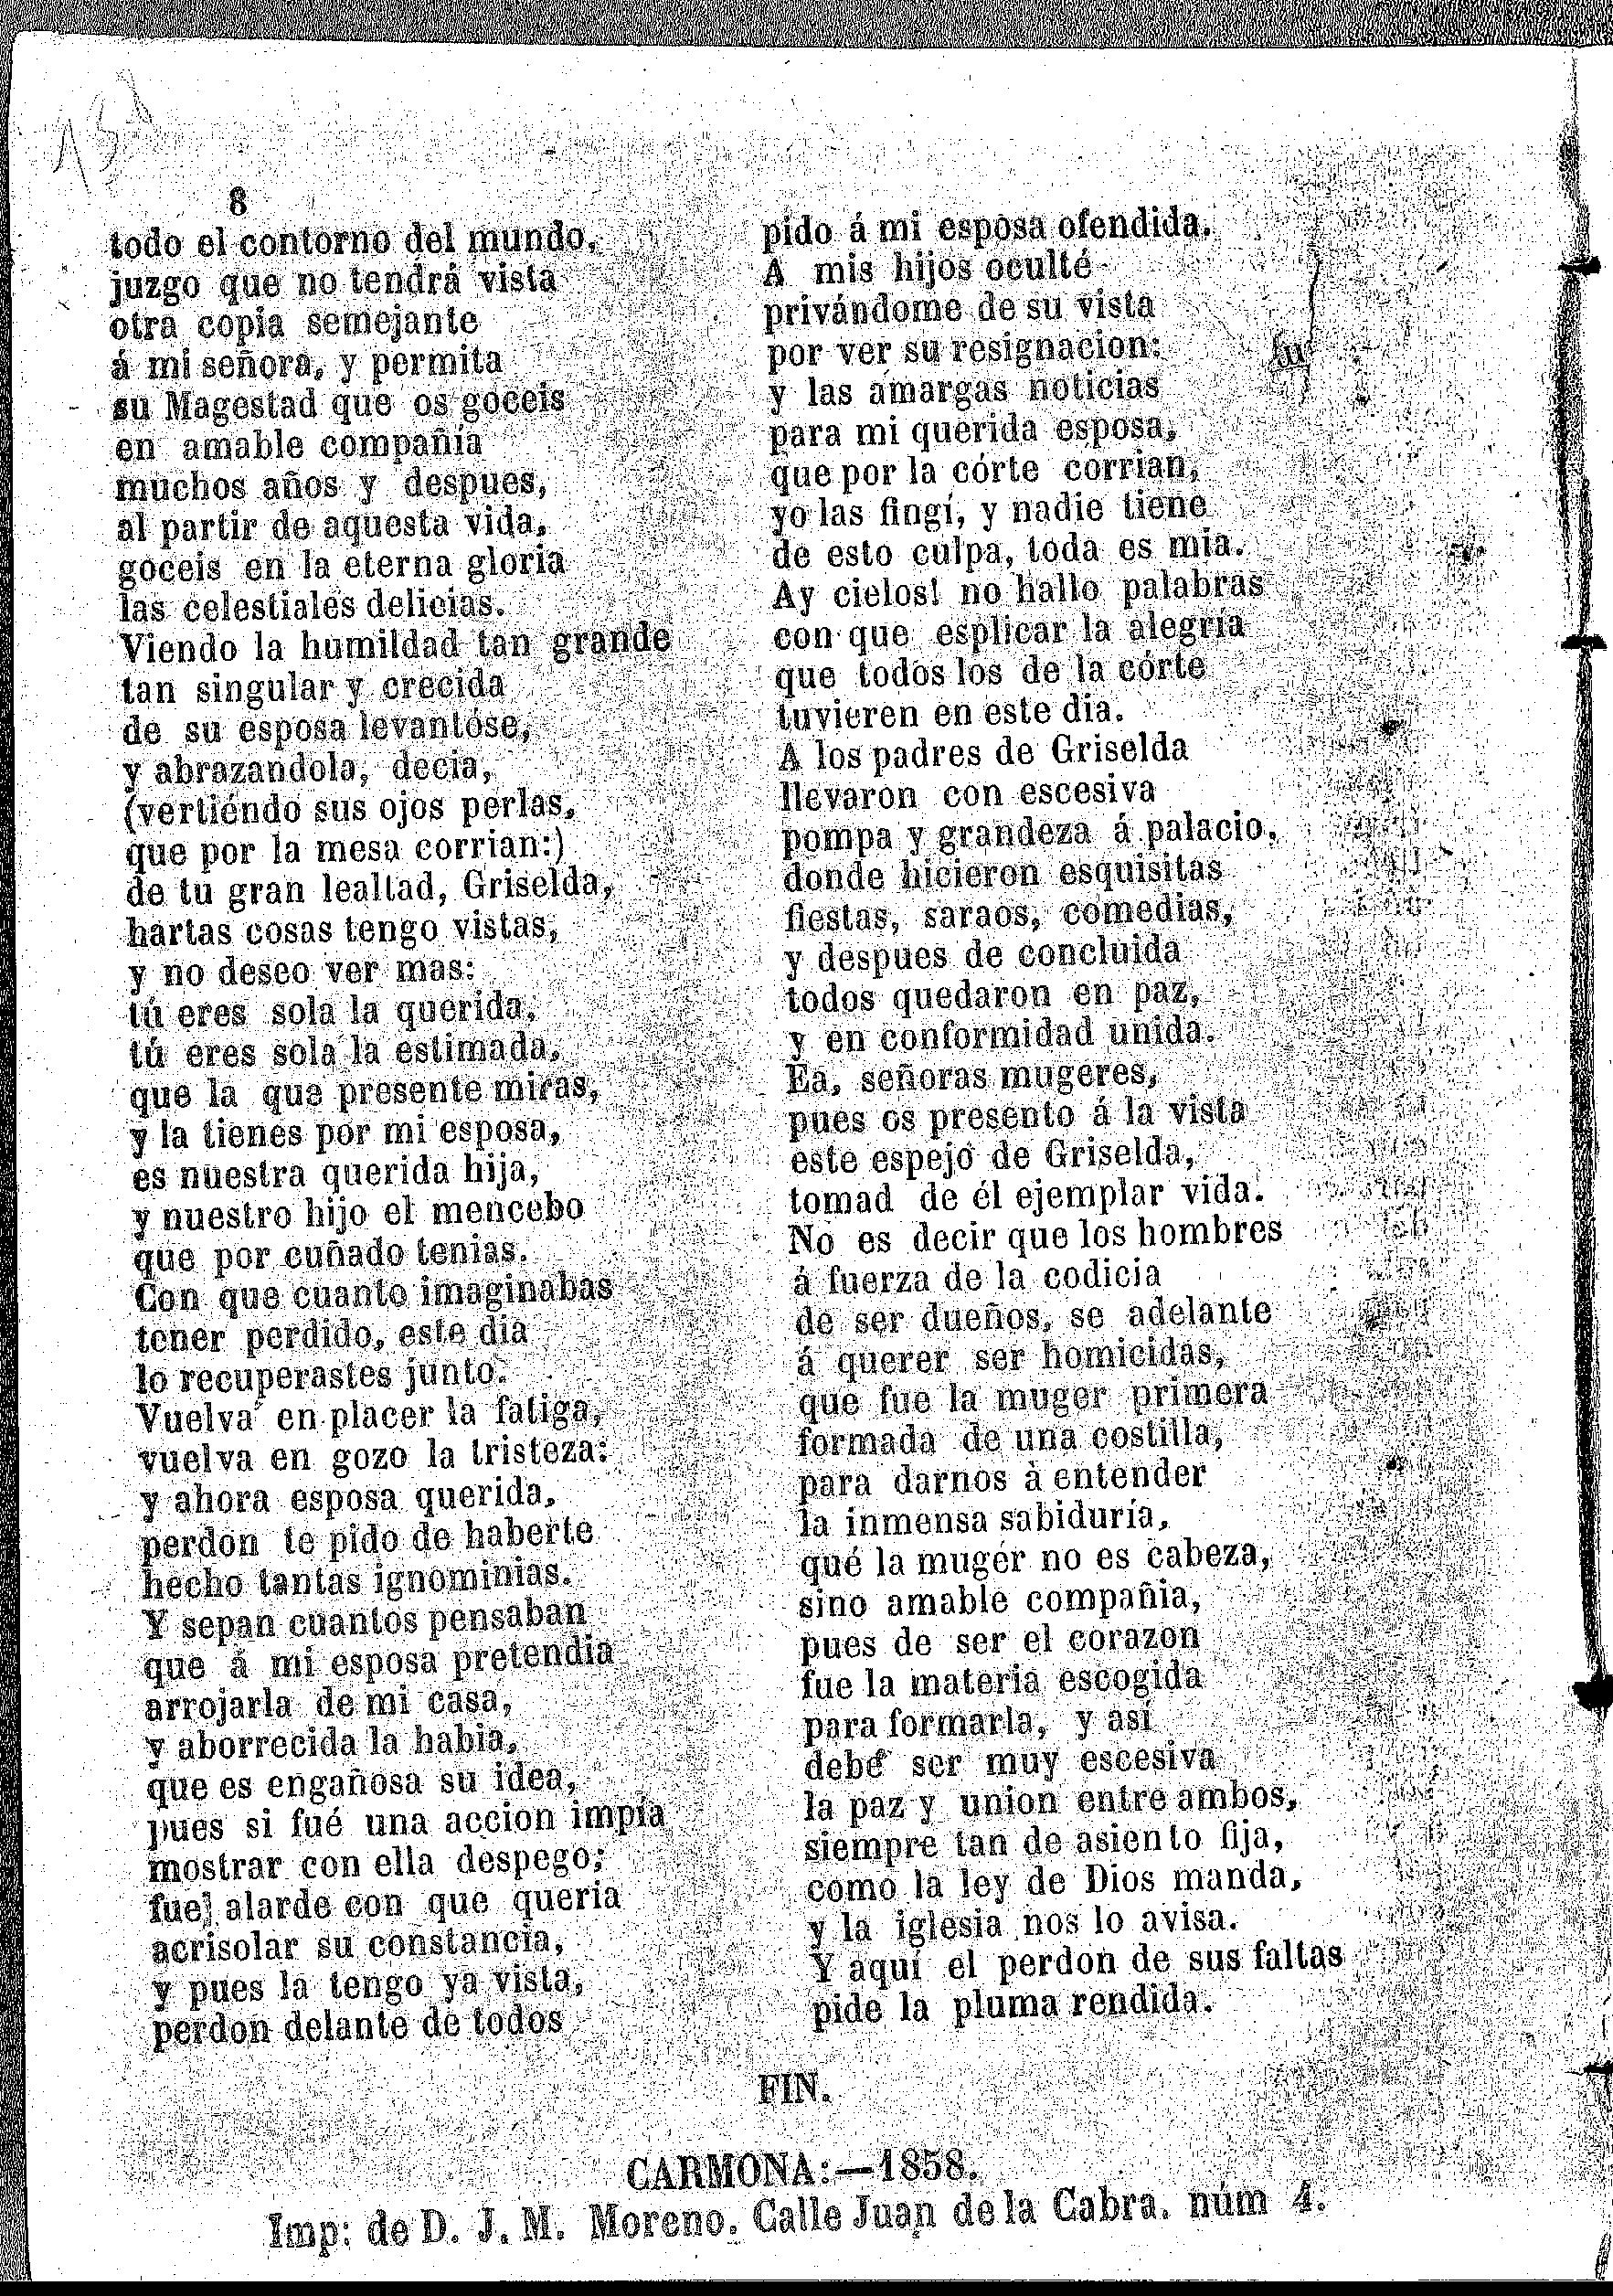 8
todo el contorno del mundo,
juzgo que no tendrá vista
otra copia semejante
á mi señora, y permita
su Magestad que os goceis
en amable compañía
muchos años y despues,
al partir de aquesta vida,
goceis en la eterna gloria
las celestiales delicias.
Viendo la humildad tan grande
tan singular y crecida
de su esposa levantóse,
y abrazandola, decia,
(vertiéndo sus ojos perlas,
que por la mesa corrian:)
de tu gran lealtad, Griselda,
hartas cosas tengo vistas,
y no deseo ver mas:
tú eres sola la querida,
tú eres sola la estimada,
que la que presente miras,
y la tienes por mi esposa,
es nuestra querida hija,
y nuestro hijo el mencebo
que por cuñado tenias.
Con que cuanto imaginabas
tener perdido, este dia
lo recuperastes junto.
Vuelva en placer la fatiga,
vuelva en gozo la tristeza:
y ahora esposa querida,
perdon te pido de haberte
hecho tantas ignominias.
Y sepan cuantos pensaban
que á mi esposa pretendia
arrojarla de mi casa,
y aborrecida la habia,
que es engañosa su idea,
pues si fué una accion impía
mostrar con ella despego;
fue] alarde con que queria
acrisolar su constancia,
y pues la tengo ya vista,
perdon delante de todos
pido á mi esposa ofendida.
A mis hijos oculté
privándome de su vista
por ver su resignacion:
y las amargas noticias
para mi querida esposa,
que por la córte corrian,
yo las fingí, y nadie tiene
de esto culpa, toda es mia.
Ay cielos! no hallo palabras
con que esplicar la alegría
que todos los de la córte
tuvieren en este dia.
A los padres de Griselda
llevaron con escesiva
pompa y grandeza á palacio,
donde hicieron esquisitas
fiestas, saraos, comedias,
y despues de concluida
todos quedaron en paz,
y en conformidad unida.
Ea, señoras mugeres,
pues os presento á la vista
este espejo de Griselda,
tomad de él ejemplar vida.
No es decir que los hombres
á fuerza de la codicia
de ser dueños, se adelante
á querer ser homicidas,
que fue la muger primera
formada de una costilla,
para darnos à entender
la inmensa sabiduría,
qué la muger no es cabeza,
sino amable compañia,
pues de ser el corazon
fue la materia escogida
para formarla, y asi
debe ser muy escesiva
la paz y union entre ambos,
siempre tan de asiento fija,
como la ley de Dios manda,
y la iglesia nos lo avisa.
Y aquí el perdon de sus faltas
pide la pluma rendida.
FIN.
CARMONA:—1858.
Imp: de D. J. M. Moreno. Calle Juan de la Cabra. núm 4.